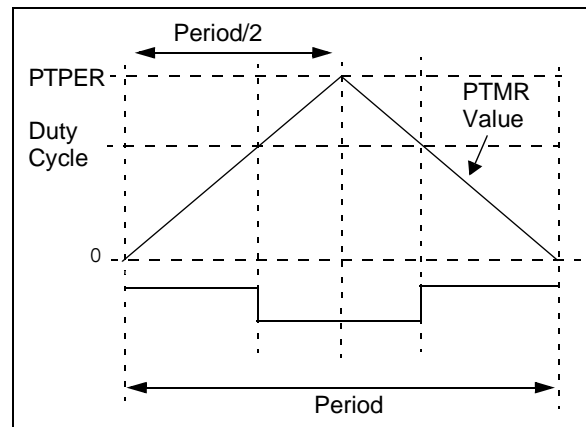 Period/2
PTPER
PTMR
Value
Duty
Cycle
0
Period